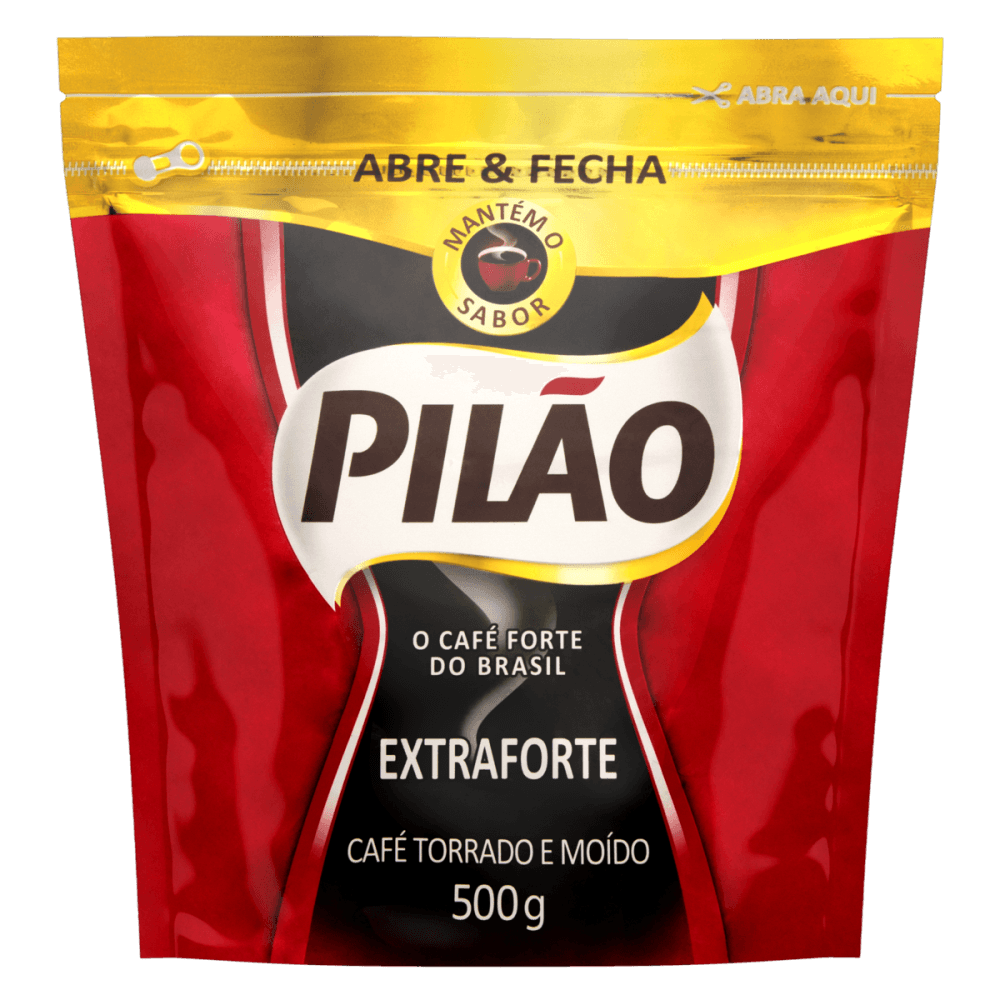 ABRA AQUI
ABRE & FECHA
MANTÉM O
SABOR
PILÃO
O CAFÉ FORTE
DO BRASIL
EXTRAFORTE
CAFÉ TORRADO E MOÍDO
500g